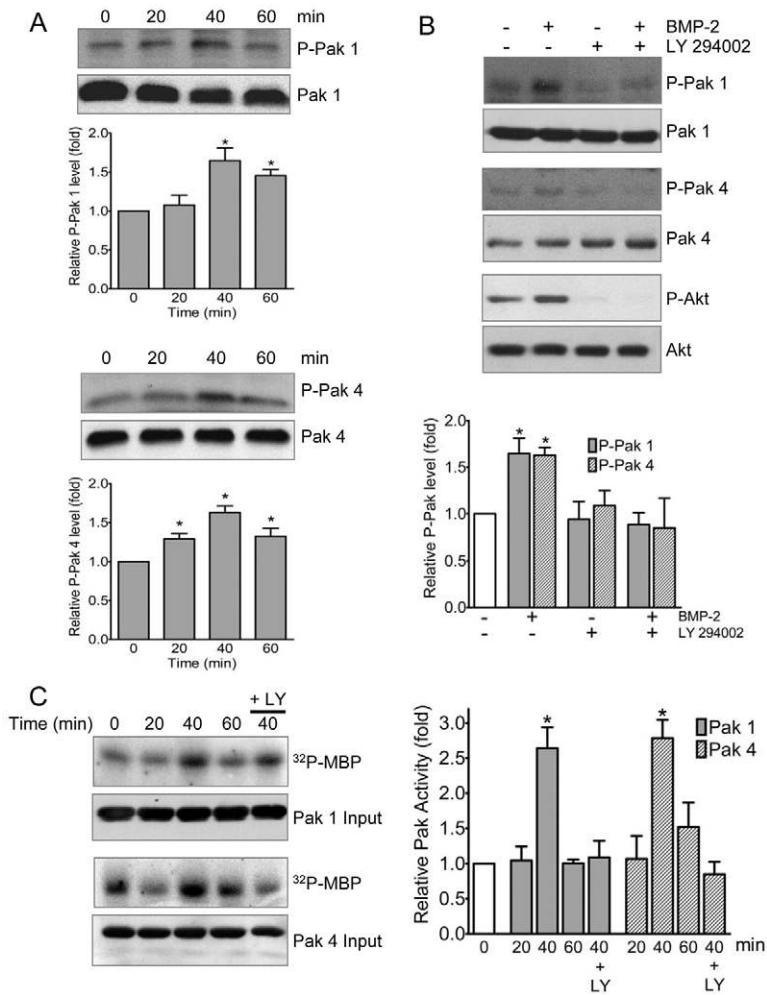 A
0 20 40 60 min
P-Pak 1
Pak 1
Relative P-Pak 1 level (fold)
2.0
1.5
1.0
0.5
0.0
* *
0 20 40 60
Time (min)
0 20 40 60 min
P-Pak 4
Pak 4
Relative P-Pak 4 level (fold)
2.0
1.5
1.0
0.5
0.0
* * *
0 20 40 60
Time (min)
B
- + - + BMP-2
- - + + LY 294002
P-Pak 1
Pak 1
P-Pak 4
Pak 4
P-Akt
Akt
Relative P-Pak level (fold)
2.0
1.5
1.0
0.5
0.0
* *
P-Pak 1
P-Pak 4
- + - + BMP-2
- - + + LY 294002
C
+ LY
Time (min) 0 20 40 60 40
³²P-MBP
Pak 1 Input
³²P-MBP
Pak 4 Input
Relative Pak Activity (fold)
3.0
2.5
2.0
1.5
1.0
0.5
0.0
* *
Pak 1
Pak 4
0 20 40 60 40 20 40 60 40 min
+ +
LY LY